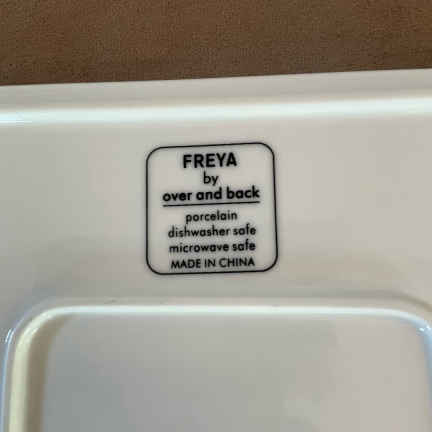 FREYA
by
over and back
porcelain
dishwasher safe
microwave safe
MADE IN CHINA